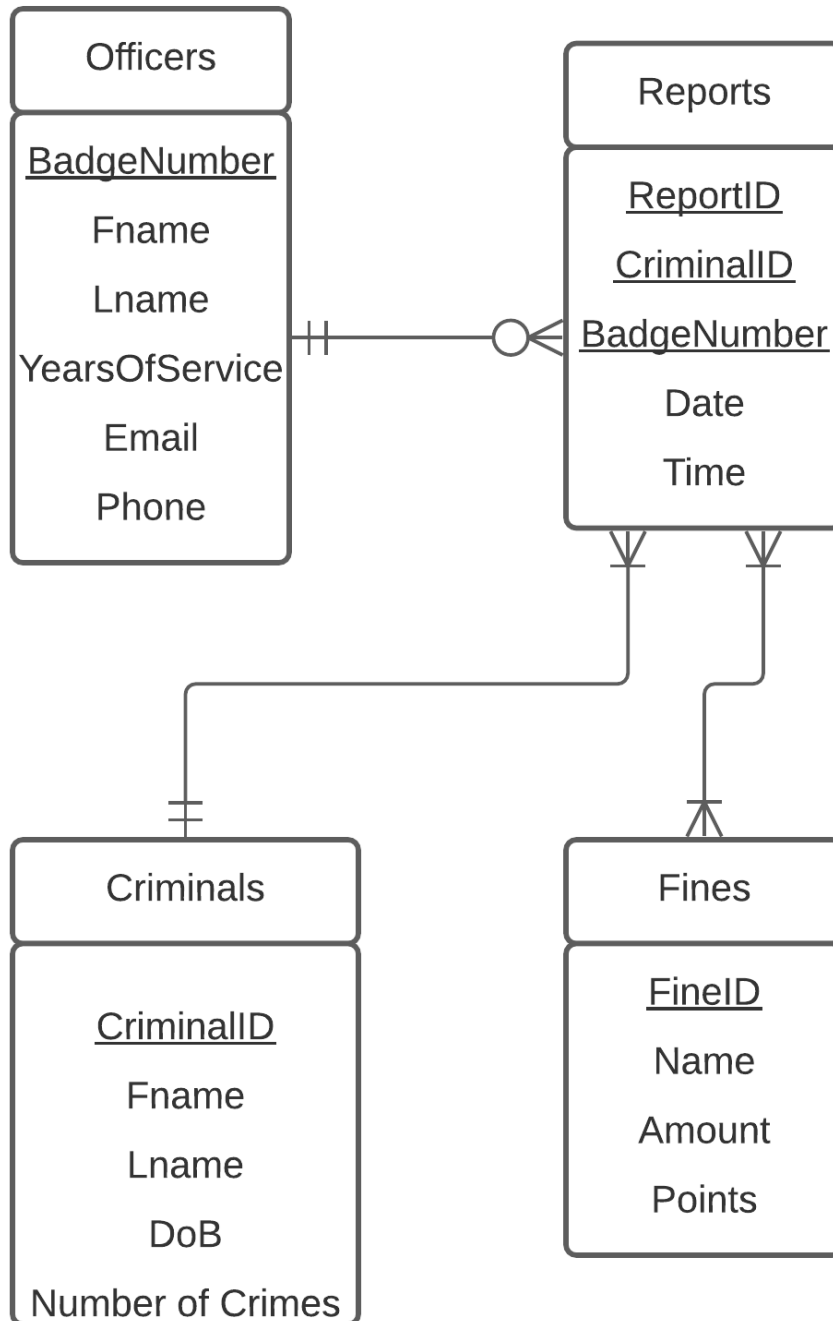 Officers
BadgeNumber
Fname
Lname
YearsOfService
Email
Phone
Reports
ReportID
CriminalID
BadgeNumber
Date
Time
Criminals
CriminalID
Fname
Lname
DoB
Number of Crimes
Fines
FineID
Name
Amount
Points